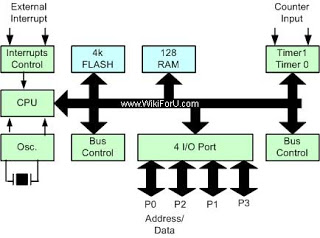 External
Interrupt
Counter
Input
Interrupts
Control
4k
FLASH
128
RAM
Timer1
Timer 0
CPU
www.WikiForU.com
Osc.
Bus
Control
4 I/O Port
Bus
Control
P0 P2 P1 P3
Address/
Data